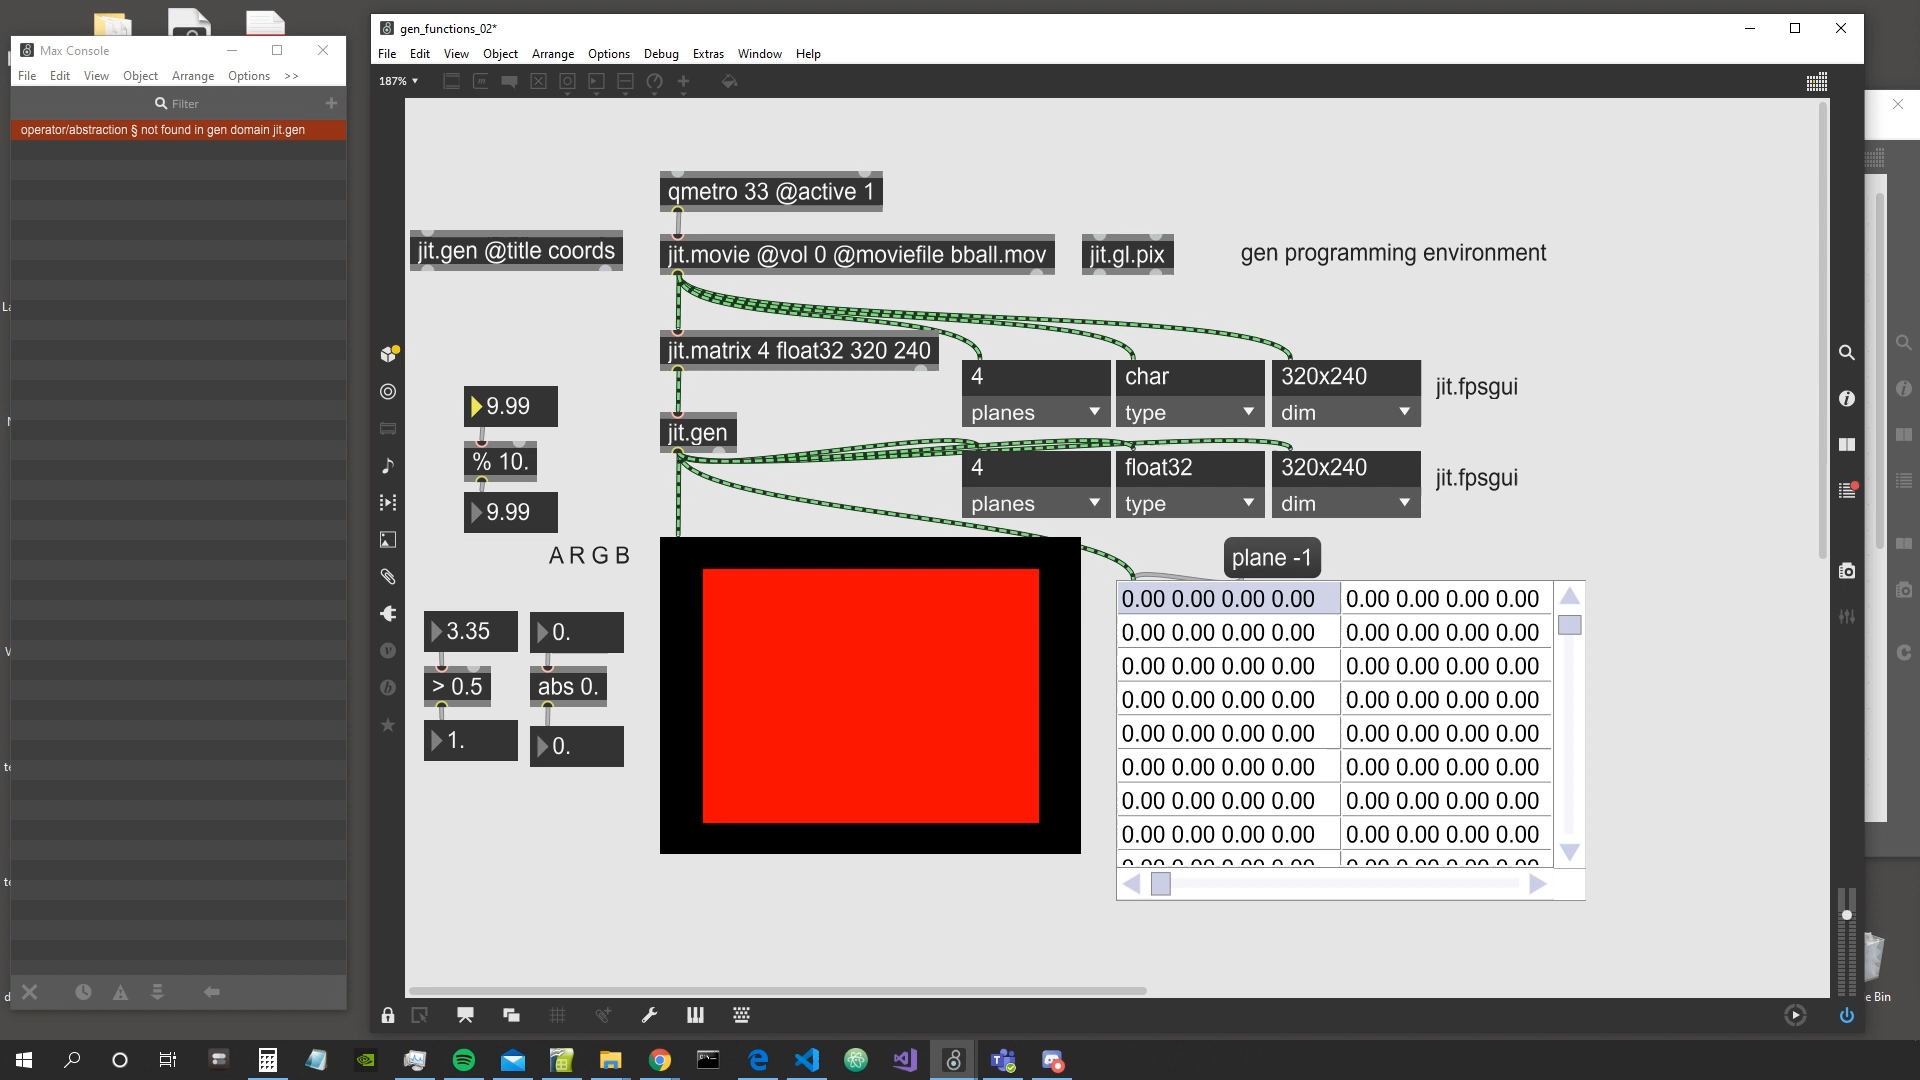 Max Console
File Edit View Object Arrange Options >>
Filter
operator/abstraction § not found in gen domain jit.gen
gen_functions_02*
File Edit View Object Arrange Options Debug Extras Window Help
187%
qmetro 33 @active 1
jit.gen @title coords
jit.movie @vol 0 @moviefile bball.mov
jit.gl.pix
gen programming environment
jit.matrix 4 float32 320 240
4 char 320x240
planes type dim
jit.fpsgui
9.99
% 10.
9.99
jit.gen
4 float32 320x240
planes type dim
jit.fpsgui
A R G B
plane -1
3.35
> 0.5
1.
0.
abs 0.
0.
0.00 0.00 0.00 0.00 0.00 0.00 0.00 0.00
0.00 0.00 0.00 0.00 0.00 0.00 0.00 0.00
0.00 0.00 0.00 0.00 0.00 0.00 0.00 0.00
0.00 0.00 0.00 0.00 0.00 0.00 0.00 0.00
0.00 0.00 0.00 0.00 0.00 0.00 0.00 0.00
0.00 0.00 0.00 0.00 0.00 0.00 0.00 0.00
0.00 0.00 0.00 0.00 0.00 0.00 0.00 0.00
0.00 0.00 0.00 0.00 0.00 0.00 0.00 0.00
e Bin